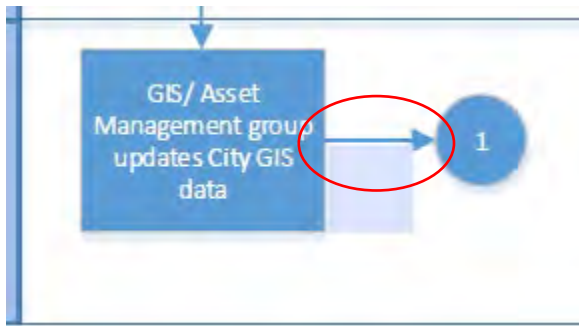 GIS/ Asset
Management group
updates City GIS
data
1